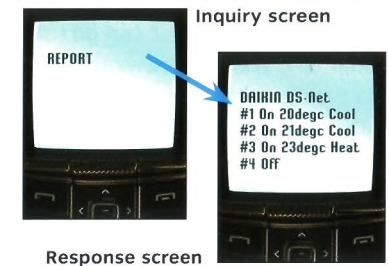 Inquiry screen
REPORT
DAIKIN DS-Net
#1 On 20degc Cool
#2 On 21degc Cool
#3 On 23degc Heat
#4 Off
Response screen